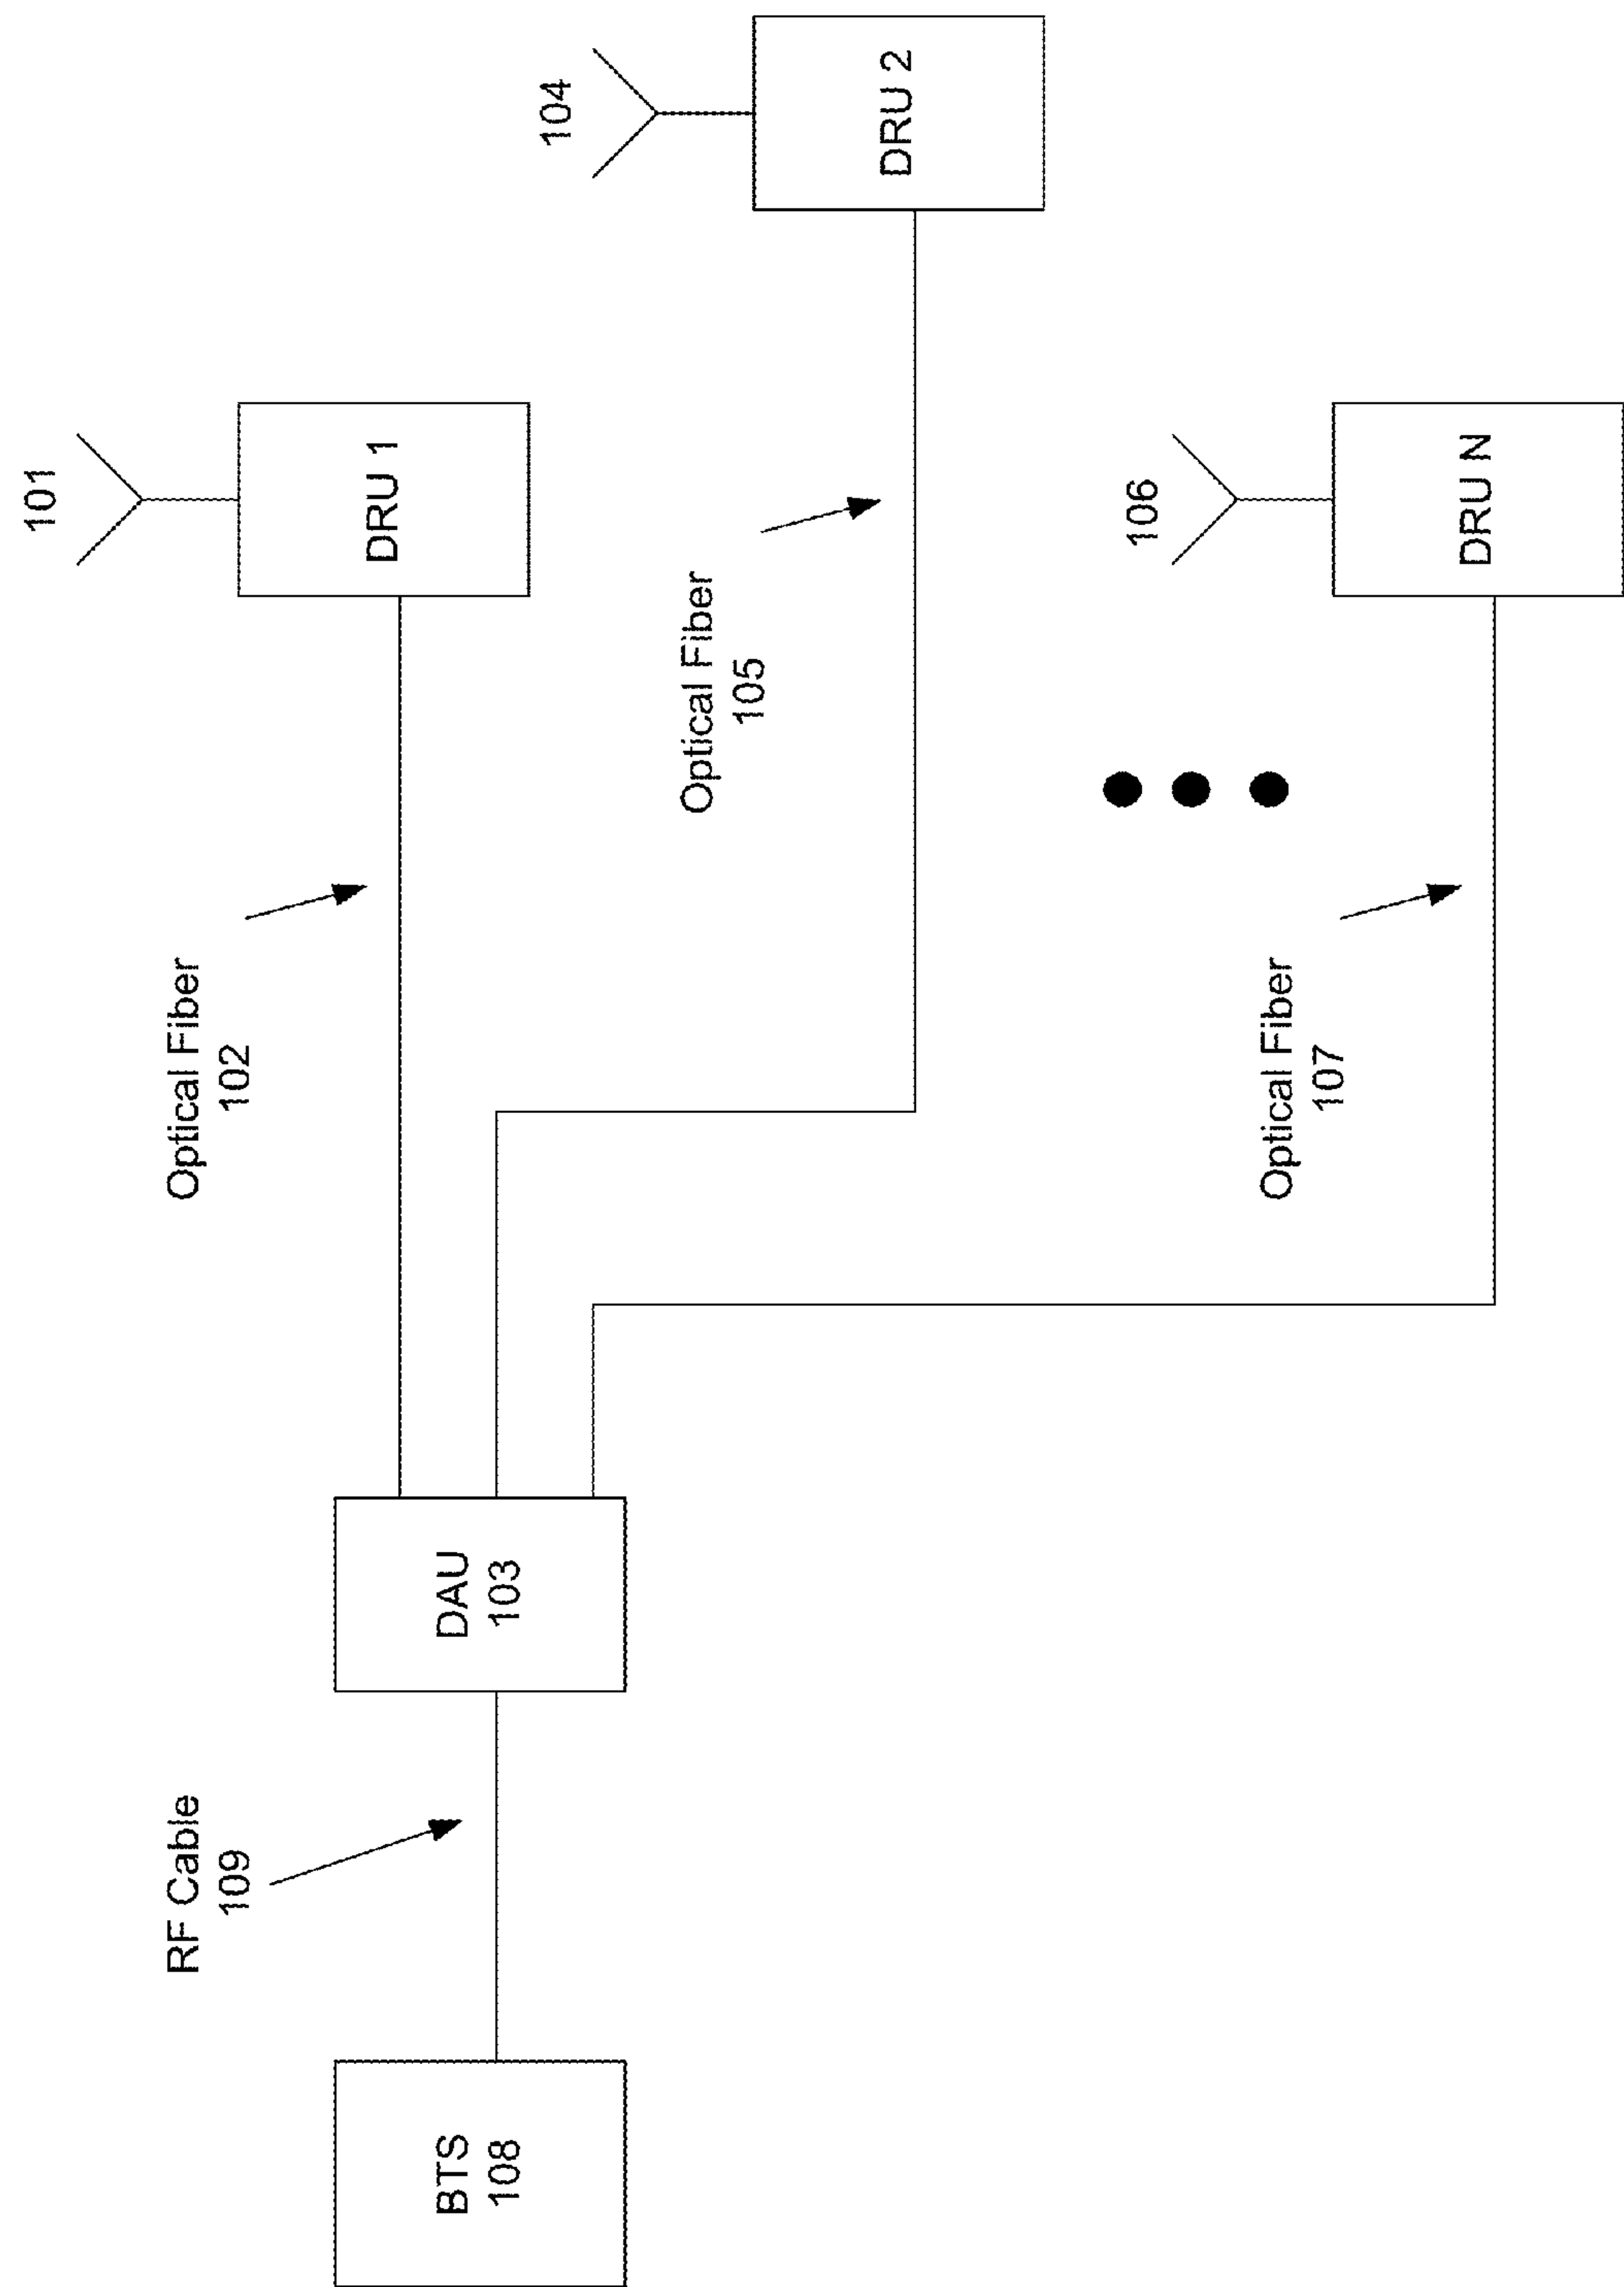 101
DRU 1
104
DRU 2
Optical Fiber
102
Optical Fiber
105
106
DRU N
Optical Fiber
107
DAU
103
RF Cable
109
BTS
108